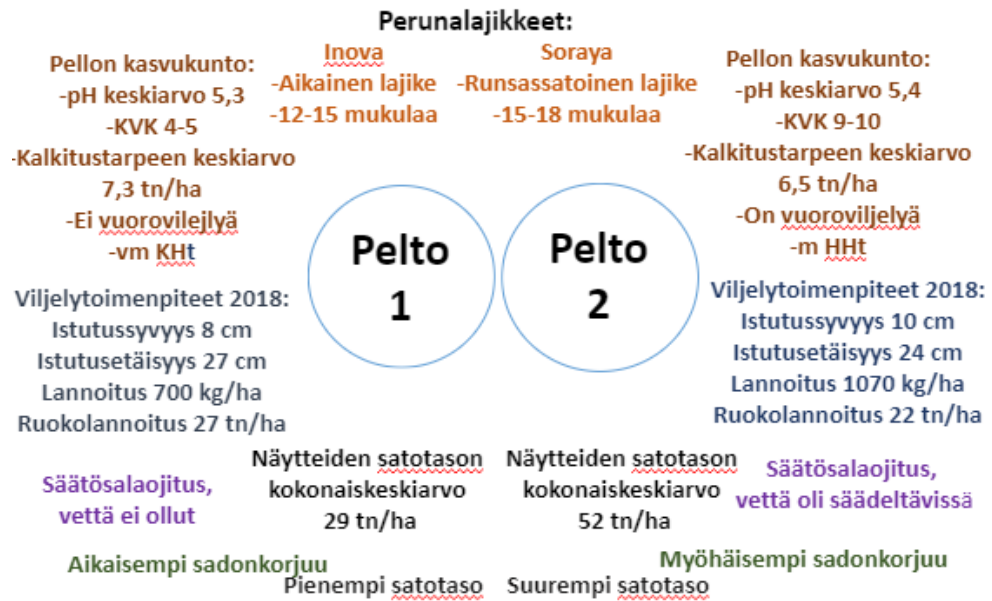 Perunalajikkeet:
Inova
-Aikainen lajike
-12-15 mukulaa
Soraya
-Runsassatoinen lajike
-15-18 mukulaa
Pellon kasvukunto:
-pH keskiarvo 5,3
-KVK 4-5
-Kalkitustarpeen keskiarvo
7,3 tn/ha
-Ei vuorovilejlyä
-vm KHt
Pellon kasvukunto:
-pH keskiarvo 5,4
-KVK 9-10
-Kalkitustarpeen keskiarvo
6,5 tn/ha
-On vuoroviljelyä
-m HHt
Pelto
1
Pelto
2
Viljelytoimenpiteet 2018:
Istutussyvyys 8 cm
Istutusetäisyys 27 cm
Lannoitus 700 kg/ha
Ruokolannoitus 27 tn/ha
Viljelytoimenpiteet 2018:
Istutussyvyys 10 cm
Istutusetäisyys 24 cm
Lannoitus 1070 kg/ha
Ruokolannoitus 22 tn/ha
Säätösalaojitus,
vettä ei ollut
Näytteiden satotason
kokonaiskeskiarvo
29 tn/ha
Näytteiden satotason
kokonaiskeskiarvo
52 tn/ha
Säätösalaojitus,
vettä oli säädeltävissä
Aikaisempi sadonkorjuu
Myöhäisempi sadonkorjuu
Pienempi satotaso
Suurempi satotaso